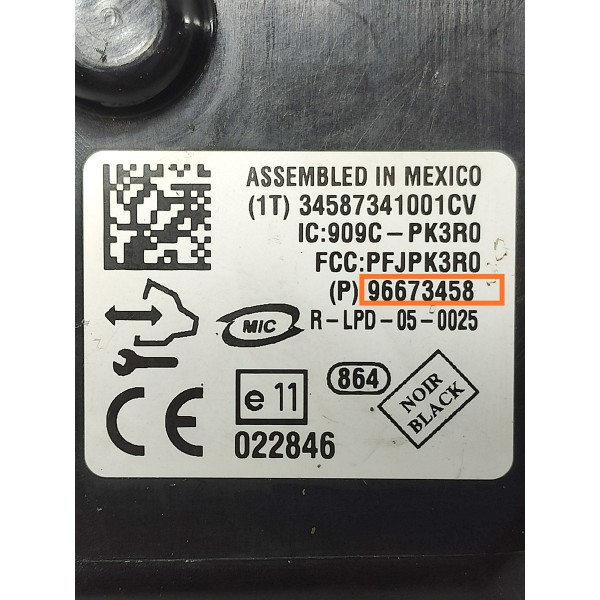 ASSEMBLED IN MEXICO
(1T) 34587341001CV
IC:909C-PK3R0
FCC:PFJPK3R0
(P) 96673458
MIC R-LPD-05-0025
864
NOIR
BLACK
CE
e 11
022846